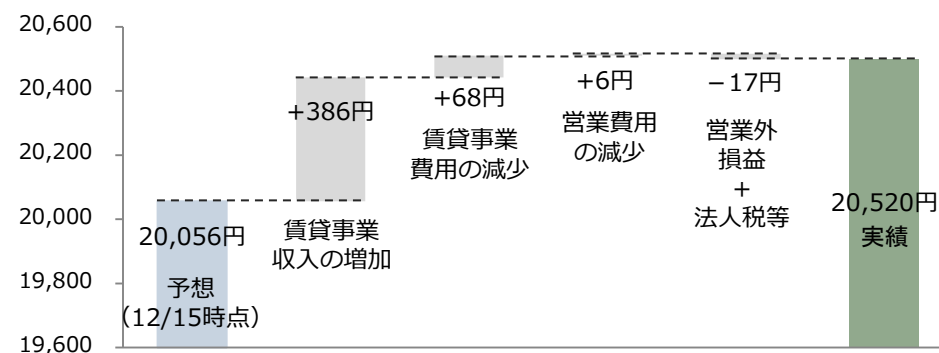 20,600
20,400
20,200
20,000
19,800
19,600
20,056円
予想
（12/15時点）
+386円
賃貸事業
収入の増加
+68円
賃貸事業
費用の減少
+6円
営業費用
の減少
－17円
営業外
損益
+
法人税等
20,520円
実績